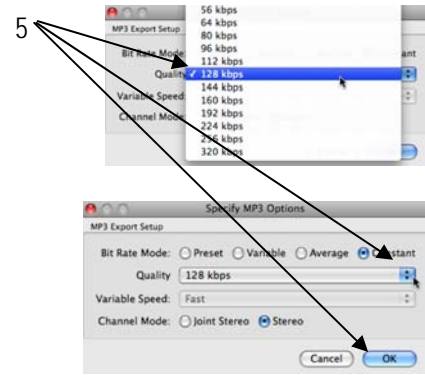 5
56 kbps
MP3 Export Setup
64 kbps
80 kbps
Bit Rate Mode:
96 kbps
112 kbps
Quality ✓ 128 kbps
144 kbps
Variable Speed
160 kbps
192 kbps
Channel Mode
224 kbps
256 kbps
320 kbps
Specify MP3 Options
MP3 Export Setup
Bit Rate Mode: Preset Variable Average Constant
Quality 128 kbps
Variable Speed: Fast
Channel Mode: Joint Stereo Stereo
Cancel OK